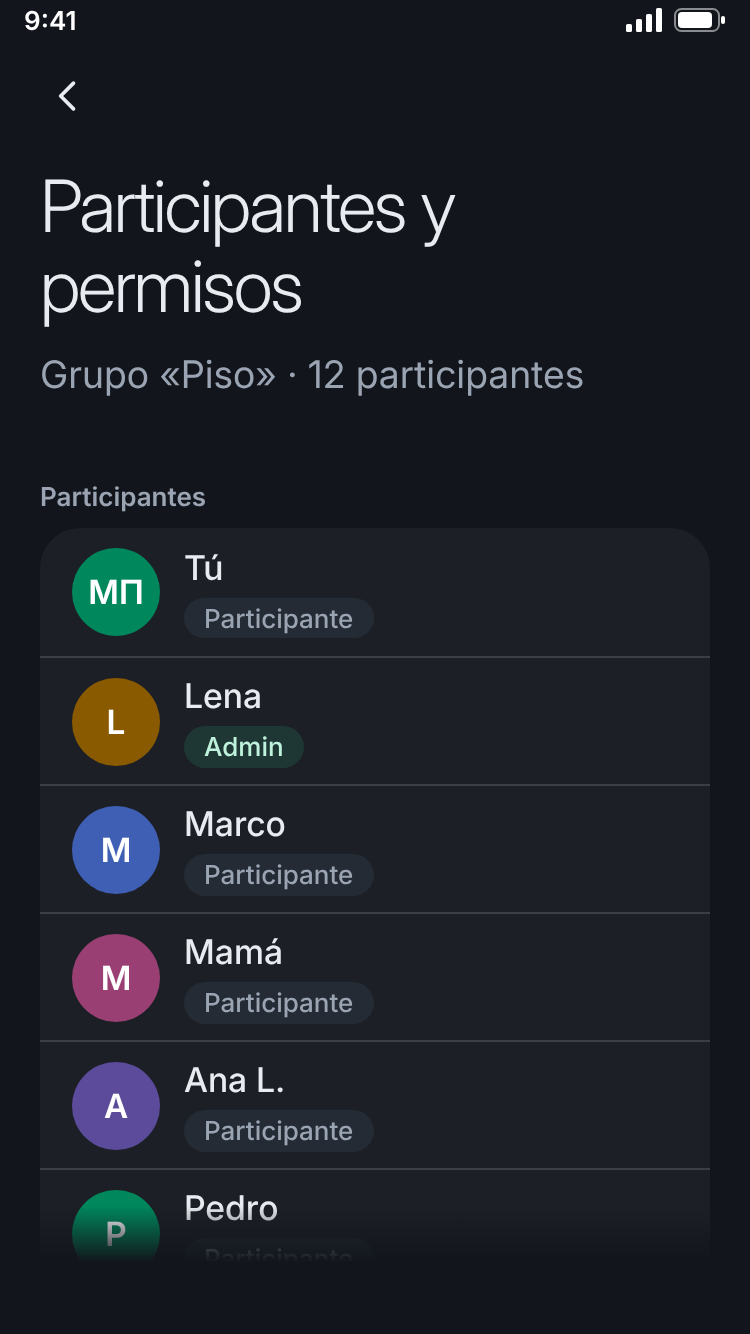 9:41
Participantes y
permisos
Grupo «Piso» · 12 participantes
Participantes
МП
Tú
Participante
L
Lena
Admin
M
Marco
Participante
M
Mamá
Participante
A
Ana L.
Participante
P
Pedro
Participante